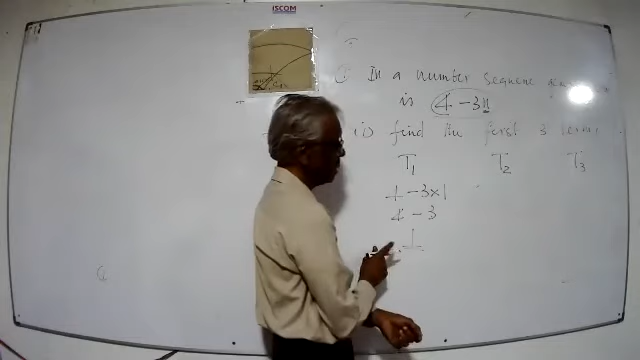 ISCOM
① In a number sequence
is 4 - 3n
find the first 3 terms
T₁ T₂ T₃
4 - 3×1
4 - 3
1